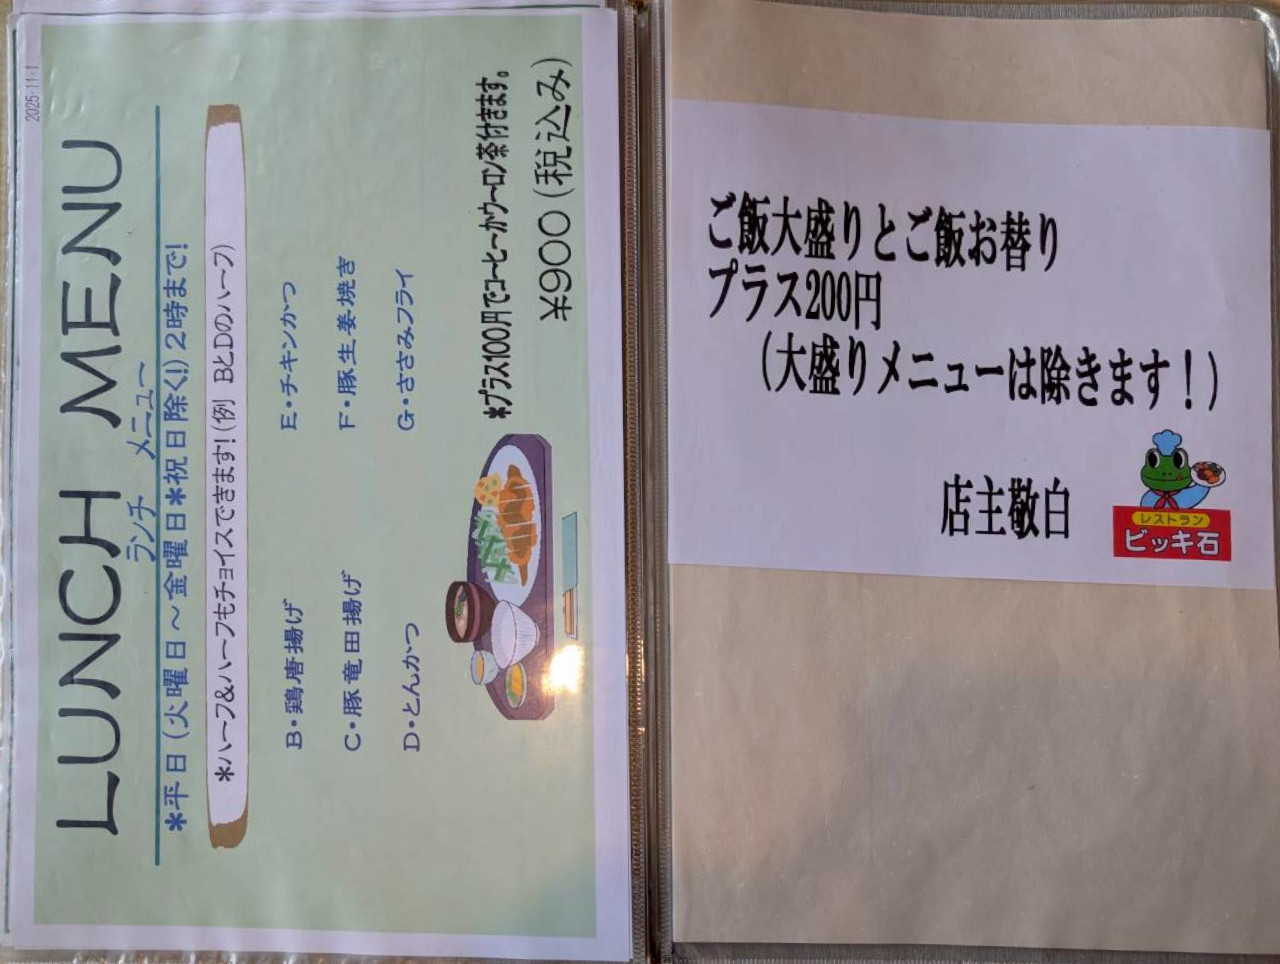 2025・11・1
LUNCH MENU
ランチ メニュー
*平日(火曜日～金曜日*祝日除く!)2時まで!
*ハーフ&ハーフもチョイスできます!(例 BとDのハーフ)
B・鶏唐揚げ
C・豚竜田揚げ
D・とんかつ
E・チキンかつ
F・豚生姜焼き
G・ささみフライ
*プラス100円でコーヒーかウーロン茶付きます。
¥900(税込み)
ご飯大盛りとご飯お替り
プラス200円
(大盛りメニューは除きます!)
店主敬白
レストラン
ビッキ石